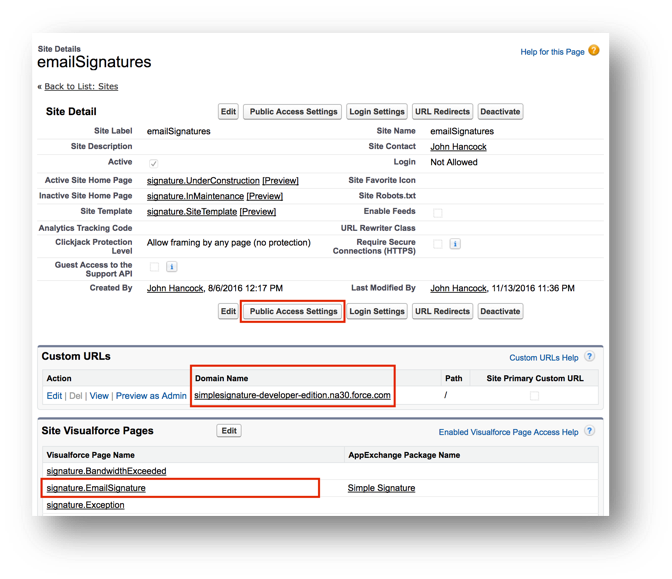 Site Details
emailSignatures
Help for this Page ?
« Back to List: Sites
Site Detail Edit Public Access Settings Login Settings URL Redirects Deactivate
Site Label emailSignatures Site Name emailSignatures
Site Description Site Contact John Hancock
Active Login Not Allowed
Active Site Home Page signature.UnderConstruction [Preview] Site Favorite Icon
Inactive Site Home Page signature.InMaintenance [Preview] Site Robots.txt
Site Template signature.SiteTemplate [Preview] Enable Feeds
Analytics Tracking Code URL Rewriter Class
Clickjack Protection Level Allow framing by any page (no protection) Require Secure Connections (HTTPS) i
Guest Access to the Support API i
Created By John Hancock, 8/6/2016 12:17 PM Last Modified By John Hancock, 11/13/2016 11:36 PM
Edit Public Access Settings Login Settings URL Redirects Deactivate
Custom URLs Custom URLs Help ?
Action Domain Name Path Site Primary Custom URL
Edit | Del | View | Preview as Admin simplesignature-developer-edition.na30.force.com /
Site Visualforce Pages Edit Enabled Visualforce Page Access Help ?
Visualforce Page Name AppExchange Package Name
signature.BandwidthExceeded
signature.EmailSignature Simple Signature
signature.Exception